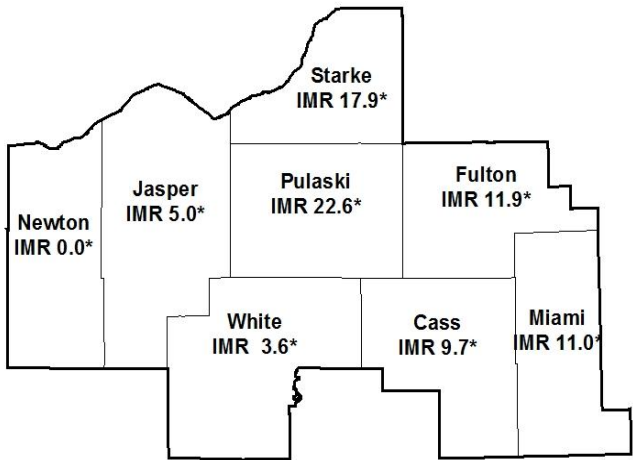 Starke
IMR 17.9*
Fulton
IMR 11.9*
Pulaski
IMR 22.6*
Jasper
IMR 5.0*
Newton
IMR 0.0*
White
IMR 3.6*
Cass
IMR 9.7*
Miami
IMR 11.0*